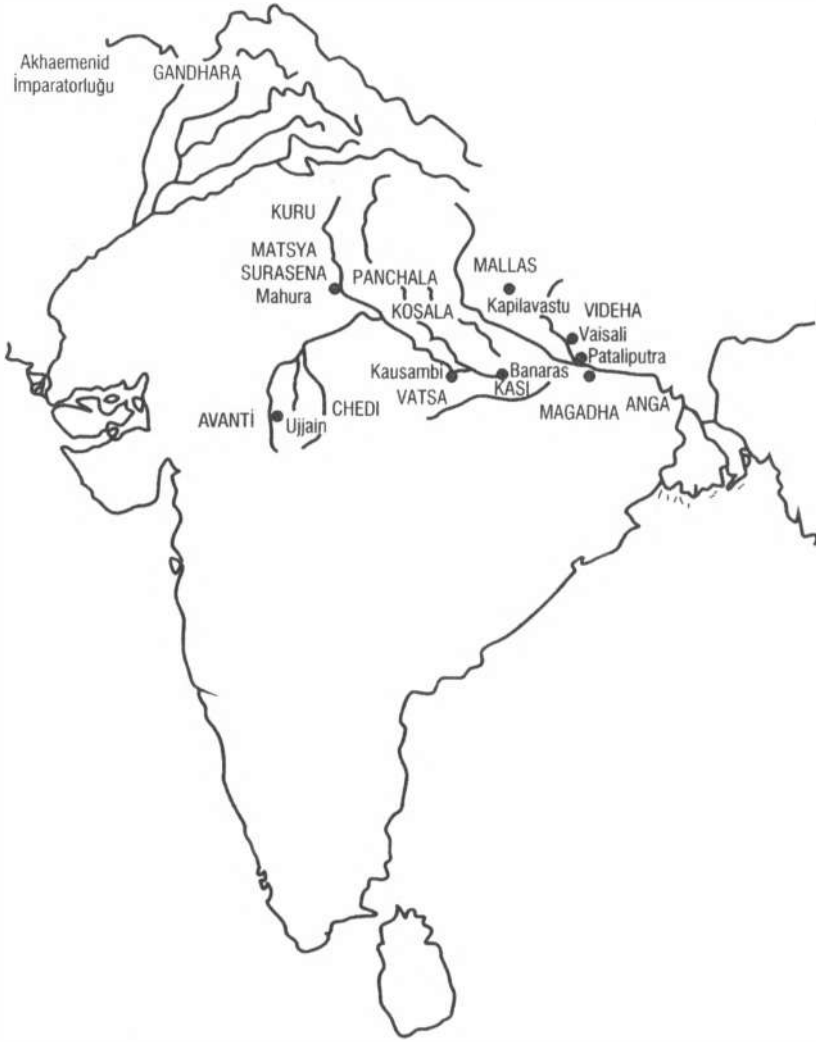 Akhaemenid
İmparatorluğu
GANDHARA
KURU
MATSYA
SURASENA
Mahura
PANCHALA
KOŞALA
MALLAS
Kapilavastu
VIDEHA
Vaisali
Pataliputra
Kausambi
VATSA
Banaras
KASI
MAGADHA
ANGA
AVANTİ
Ujjain
CHEDI